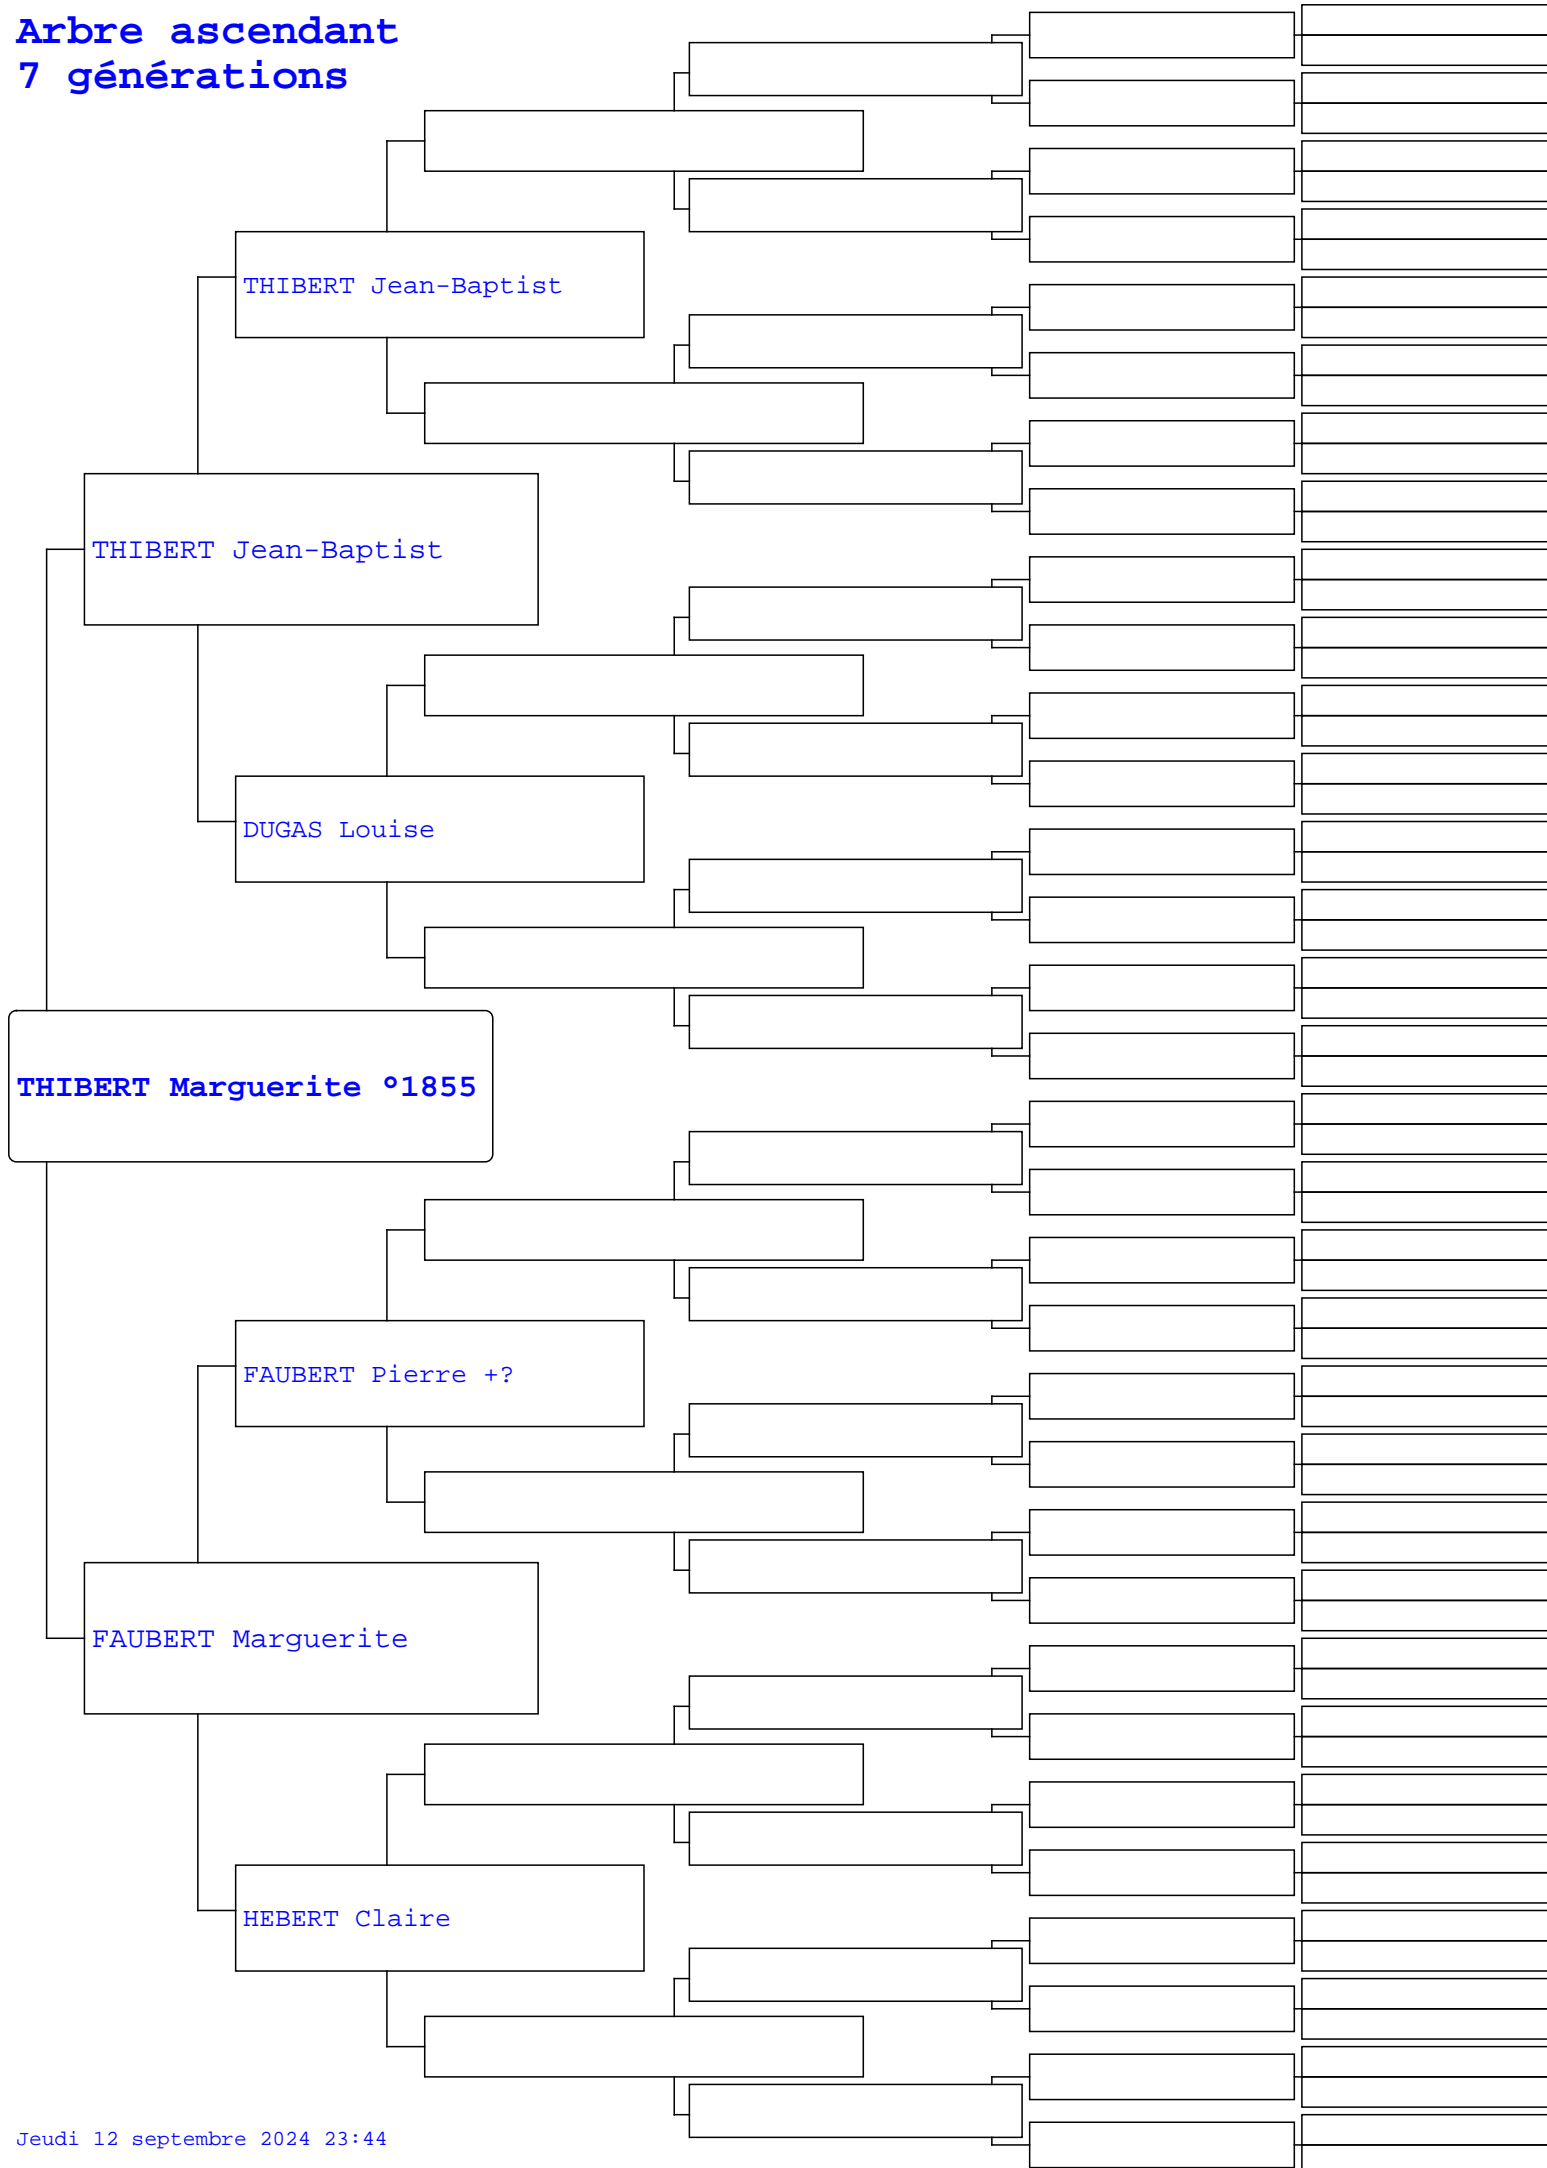 Arbre ascendant
7 générations
THIBERT Jean-Baptist
THIBERT Jean-Baptist
DUGAS Louise
THIBERT Marguerite °1855
FAUBERT Pierre +?
FAUBERT Marguerite
HEBERT Claire
Jeudi 12 septembre 2024 23:44